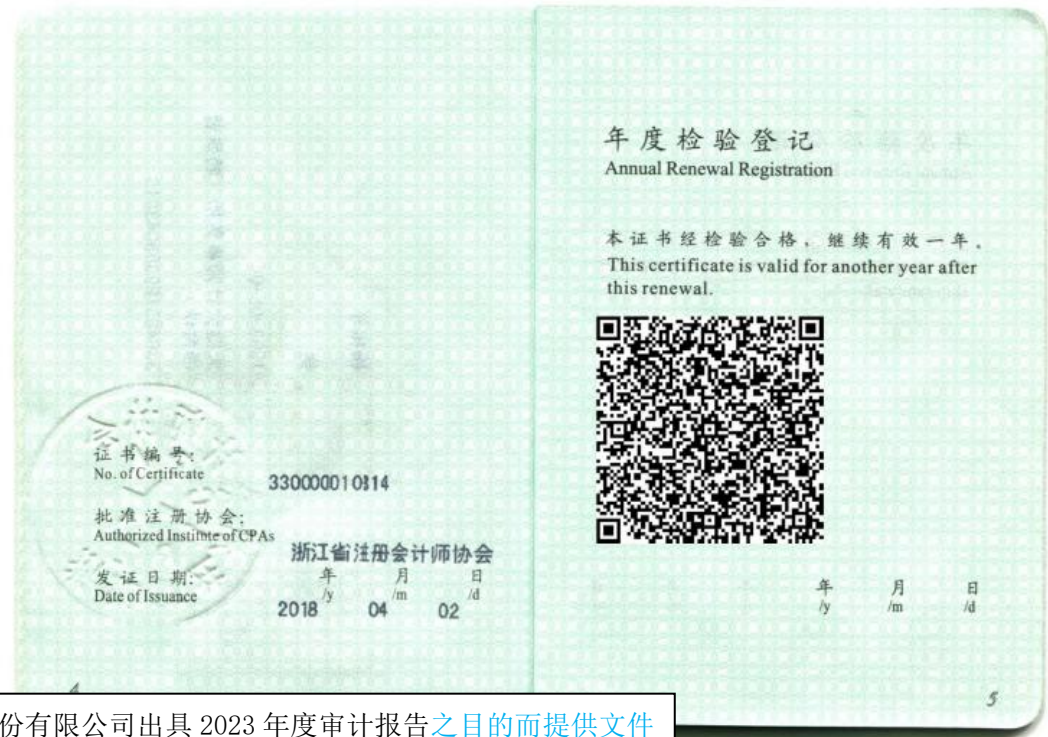 证书编号:
No. of Certificate
330000010814
批准注册协会:
Authorized Institute of CPAs
浙江省注册会计师协会
发证日期:
Date of Issuance
年 月 日
/y /m /d
2018 04 02
4
年度检验登记
Annual Renewal Registration
本证书经检验合格,继续有效一年。
This certificate is valid for another year after
this renewal.
年 月 日
/y /m /d
5
份有限公司出具 2023 年度审计报告之目的而提供文件